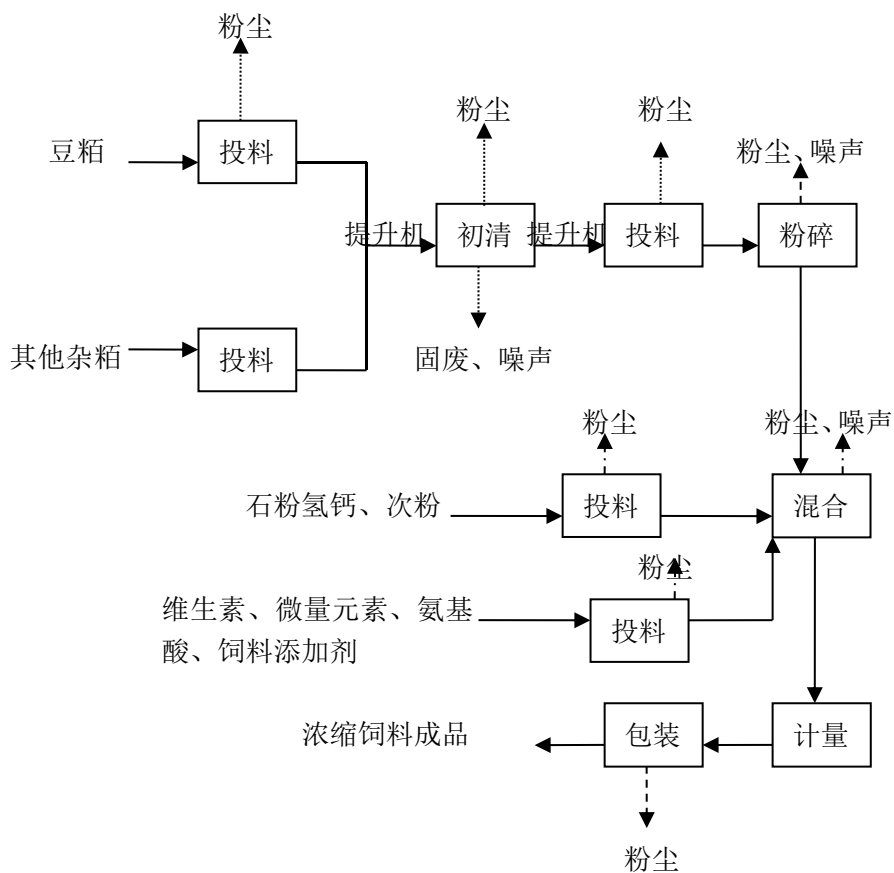 粉尘
粉尘
粉尘
粉尘、噪声
豆粕
投料
提升机
初清
提升机
投料
粉碎
其他杂粕
投料
固废、噪声
粉尘
粉尘、噪声
石粉氢钙、次粉
投料
混合
粉尘
维生素、微量元素、氨基
酸、饲料添加剂
投料
浓缩饲料成品
包装
计量
粉尘